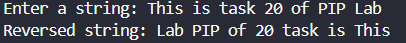 Enter a string: This is task 20 of PIP Lab
Reversed string: Lab PIP of 20 task is This